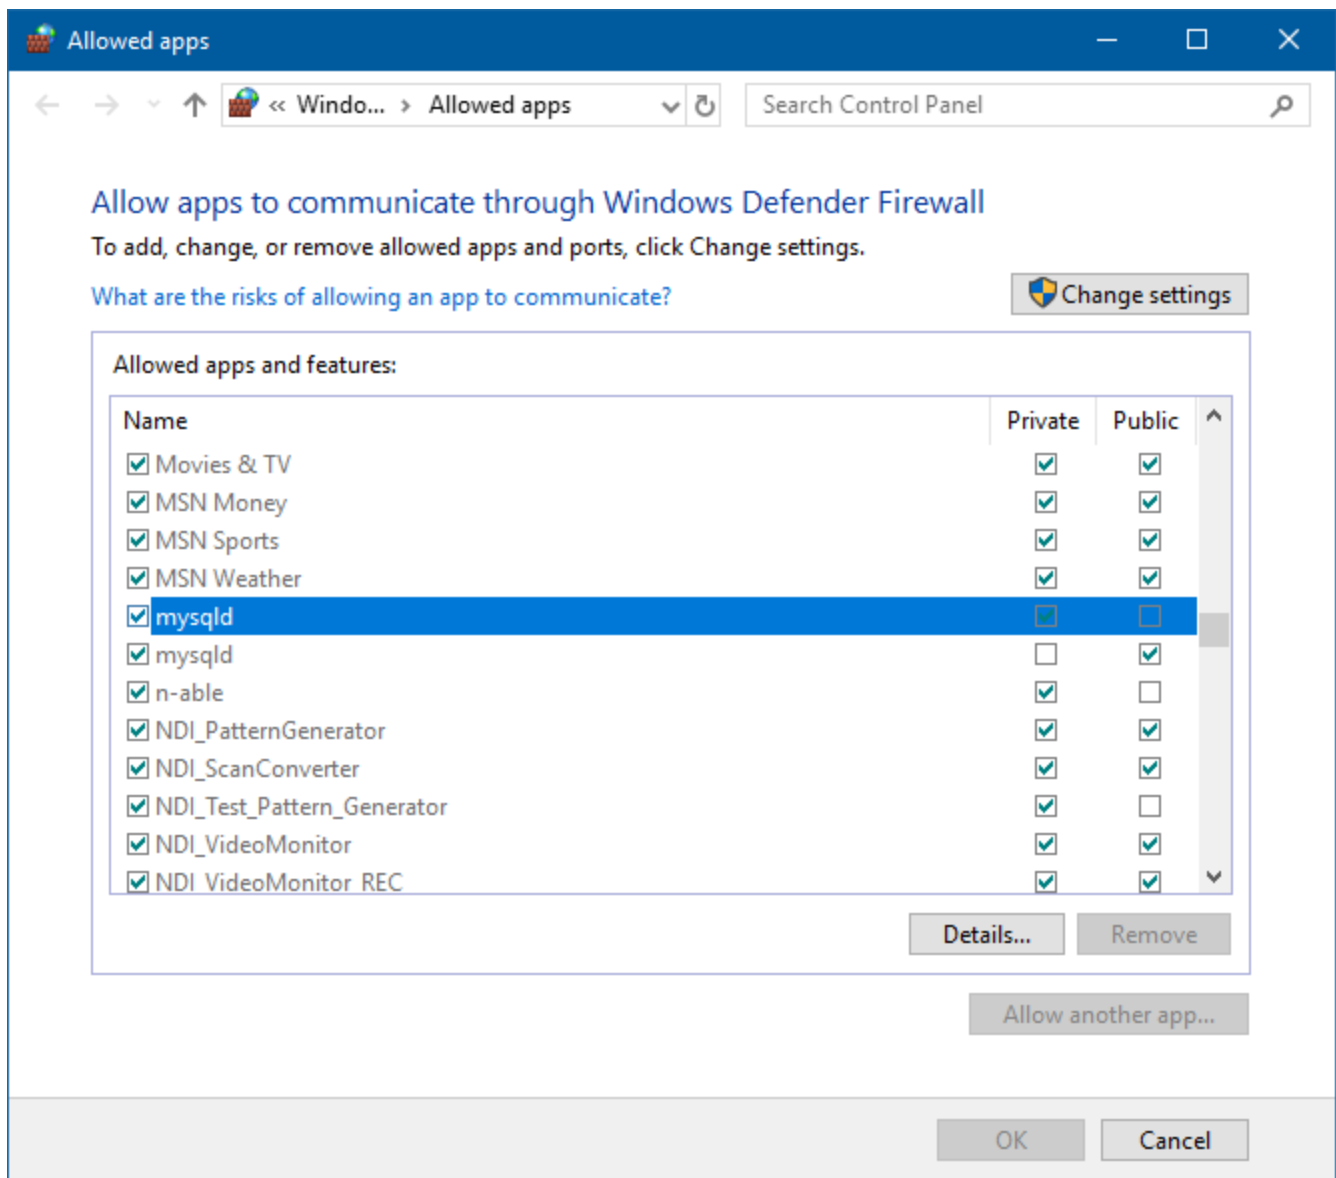 Allowed apps
« Windo... › Allowed apps
Search Control Panel
Allow apps to communicate through Windows Defender Firewall
To add, change, or remove allowed apps and ports, click Change settings.
What are the risks of allowing an app to communicate?
Change settings
Allowed apps and features:
Name Private Public
Movies & TV
MSN Money
MSN Sports
MSN Weather
mysqld
mysqld
n-able
NDI_PatternGenerator
NDI_ScanConverter
NDI_Test_Pattern_Generator
NDI_VideoMonitor
NDI_VideoMonitor_REC
Details... Remove
Allow another app...
OK Cancel